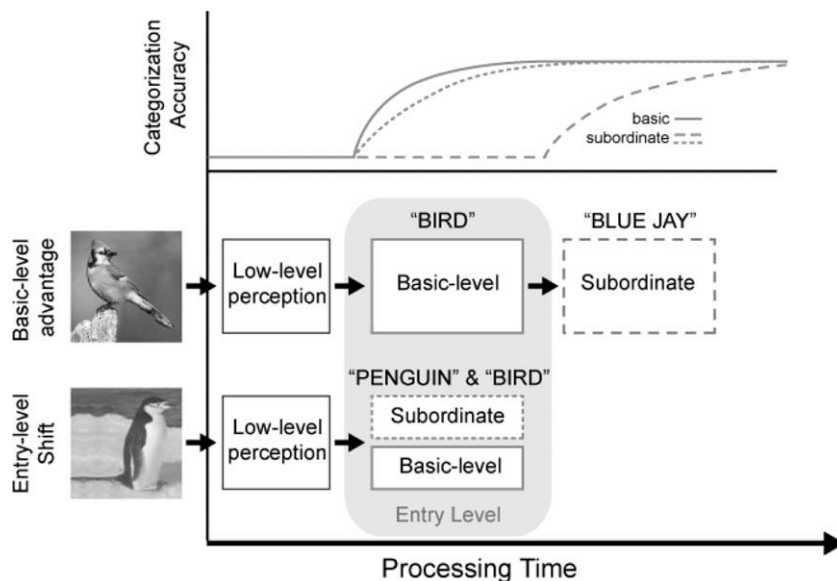 Categorization
Accuracy
basic
subordinate
Basic-level
advantage
“BIRD”
“BLUE JAY”
Low-level
perception
Basic-level
Subordinate
Entry-level
Shift
“PENGUIN” & “BIRD”
Low-level
perception
Subordinate
Basic-level
Entry Level
Processing Time